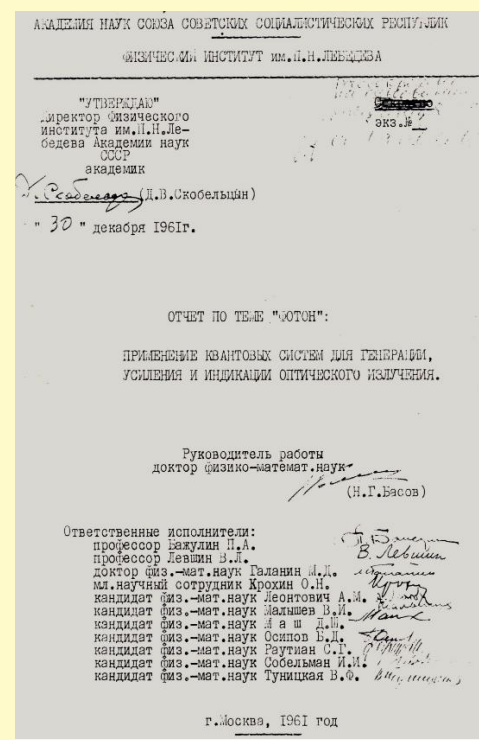 АКАДЕМИЯ НАУК СОЮЗА СОВЕТСКИХ СОЦИАЛИСТИЧЕСКИХ РЕСПУБЛИК
ФИЗИЧЕСКИЙ ИНСТИТУТ им.П.Н.ЛЕБЕДЕВА
"УТВЕРЖДАЮ"
Директор Физического
института им.П.Н.Ле-
бедева Академии наук
СССР
академик
экз.№
(Д.В.Скобельцын)
" 30 " декабря 1961г.
ОТЧЕТ ПО ТЕМЕ "ФОТОН":
ПРИМЕНЕНИЕ КВАНТОВЫХ СИСТЕМ ДЛЯ ГЕНЕРАЦИИ,
УСИЛЕНИЯ И ИНДИКАЦИИ ОПТИЧЕСКОГО ИЗЛУЧЕНИЯ.
Руководитель работы
доктор физико-математ.наук
(Н.Г.Басов)
Ответственные исполнители:
профессор Бажулин П.А.
профессор Левшин В.Л. В. Левшин
доктор физ.-мат.наук Галанин М.Д.
мл.научный сотрудник Крохин О.Н.
кандидат физ.-мат.наук Леонтович А.М.
кандидат физ.-мат.наук Малышев В.И.
кандидат физ.-мат.наук М а ш Д.И.
кандидат физ.-мат.наук Осипов Б.Д.
кандидат физ.-мат.наук Раутиан С.Г.
кандидат физ.-мат.наук Собельман И.И.
кандидат физ.-мат.наук Туницкая В.Ф.
г.Москва, 1961 год